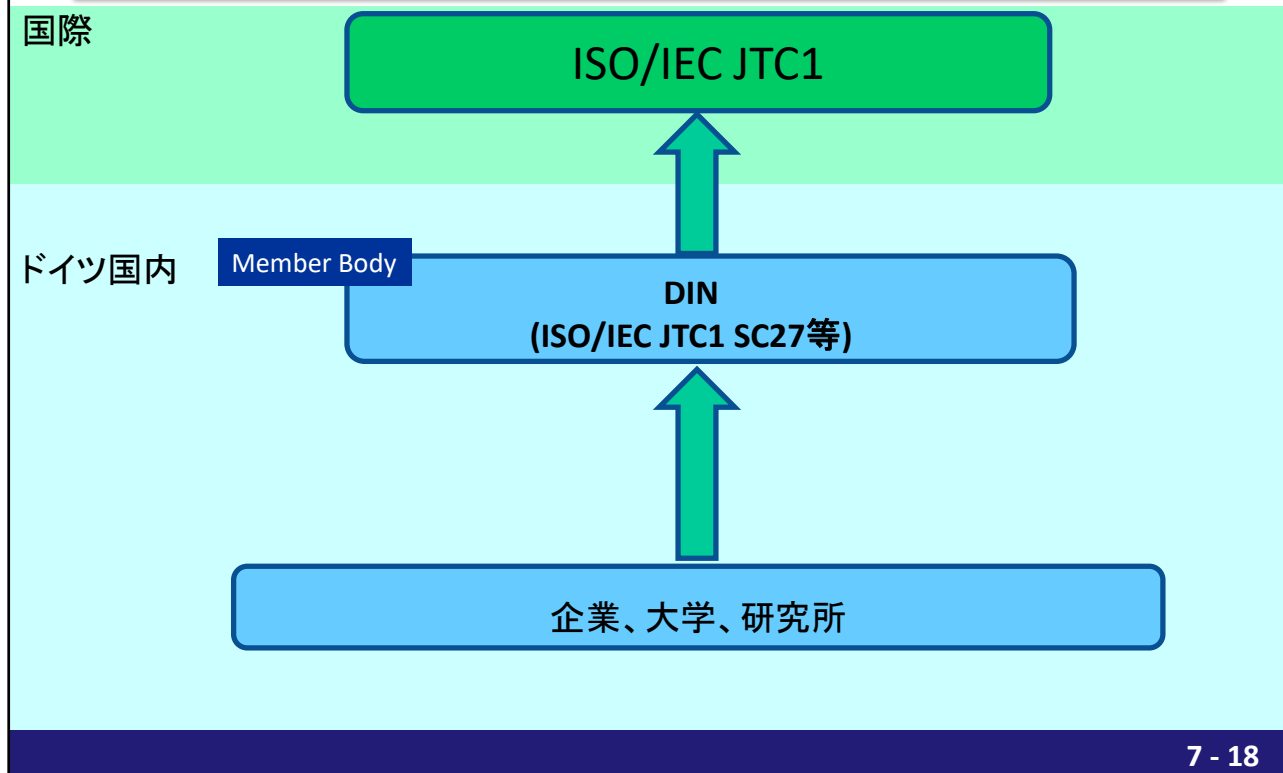 国際
ISO/IEC JTC1
ドイツ国内
Member Body
DIN
(ISO/IEC JTC1 SC27等)
企業、大学、研究所
7 - 18